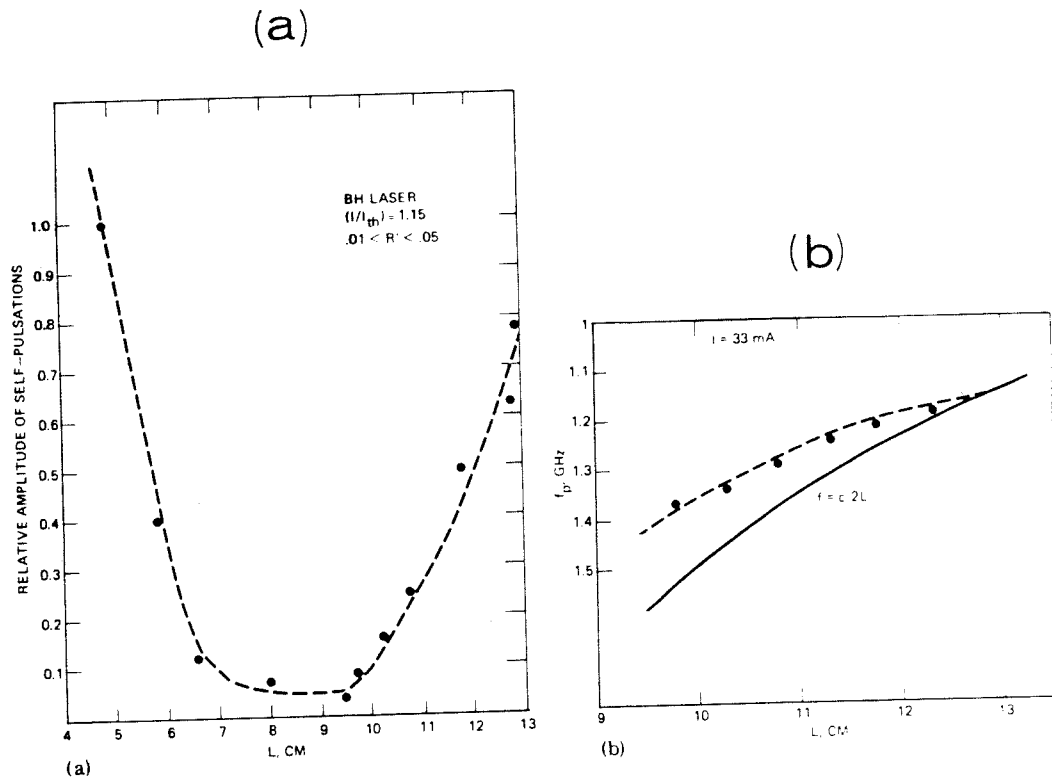 (a)
BH LASER
(I/I_th) = 1.15
.01 < R' < .05
RELATIVE AMPLITUDE OF SELF-PULSATIONS
1.0
0.9
0.8
0.7
0.6
0.5
0.4
0.3
0.2
0.1
4 5 6 7 8 9 10 11 12 13
L, CM
(a)
(b)
I = 33 mA
f = c 2L
f_p, GHz
1
1.1
1.2
1.3
1.4
1.5
9 10 11 12 13
L, CM
(b)